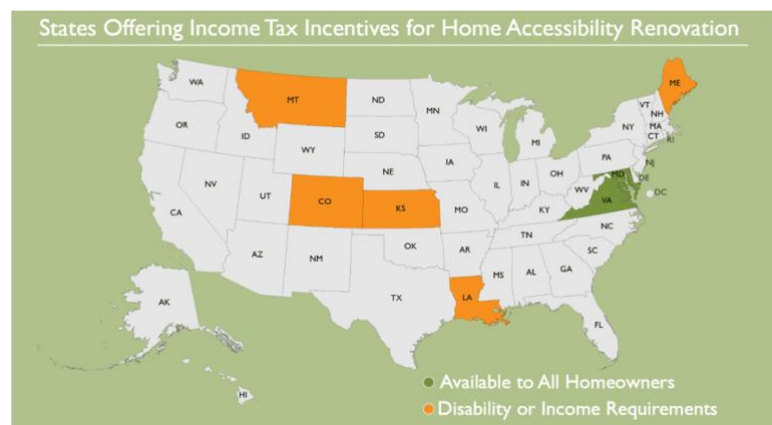 States Offering Income Tax Incentives for Home Accessibility Renovation
WA
MT
ND
MN
ME
VT
NH
OR
ID
SD
WI
MI
NY
MA
CT
RI
WY
IA
PA
NJ
NE
OH
MD
DE
NV
UT
CO
KS
IL
IN
WV
VA
DC
CA
MO
KY
AZ
NM
OK
AR
TN
NC
SC
MS
AL
GA
TX
LA
FL
AK
HI
Available to All Homeowners
Disability or Income Requirements